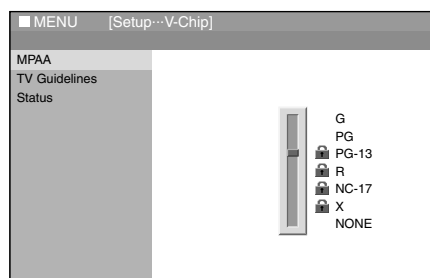 MENU [Setup···V-Chip]
MPAA
TV Guidelines
Status
G
PG
PG-13
R
NC-17
X
NONE